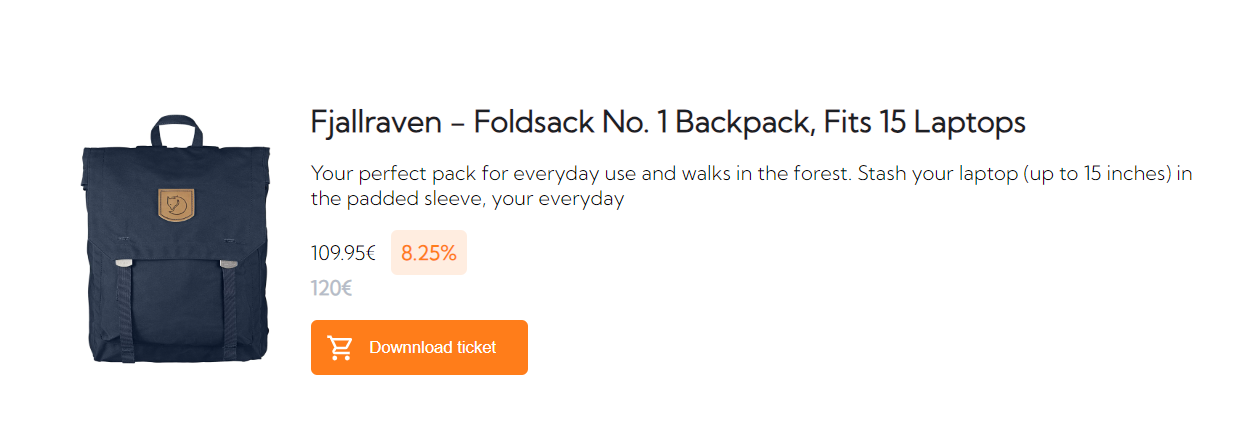 Fjallraven – Foldsack No. 1 Backpack, Fits 15 Laptops
Your perfect pack for everyday use and walks in the forest. Stash your laptop (up to 15 inches) in
the padded sleeve, your everyday
109.95€ 8.25%
120€
Downnload ticket